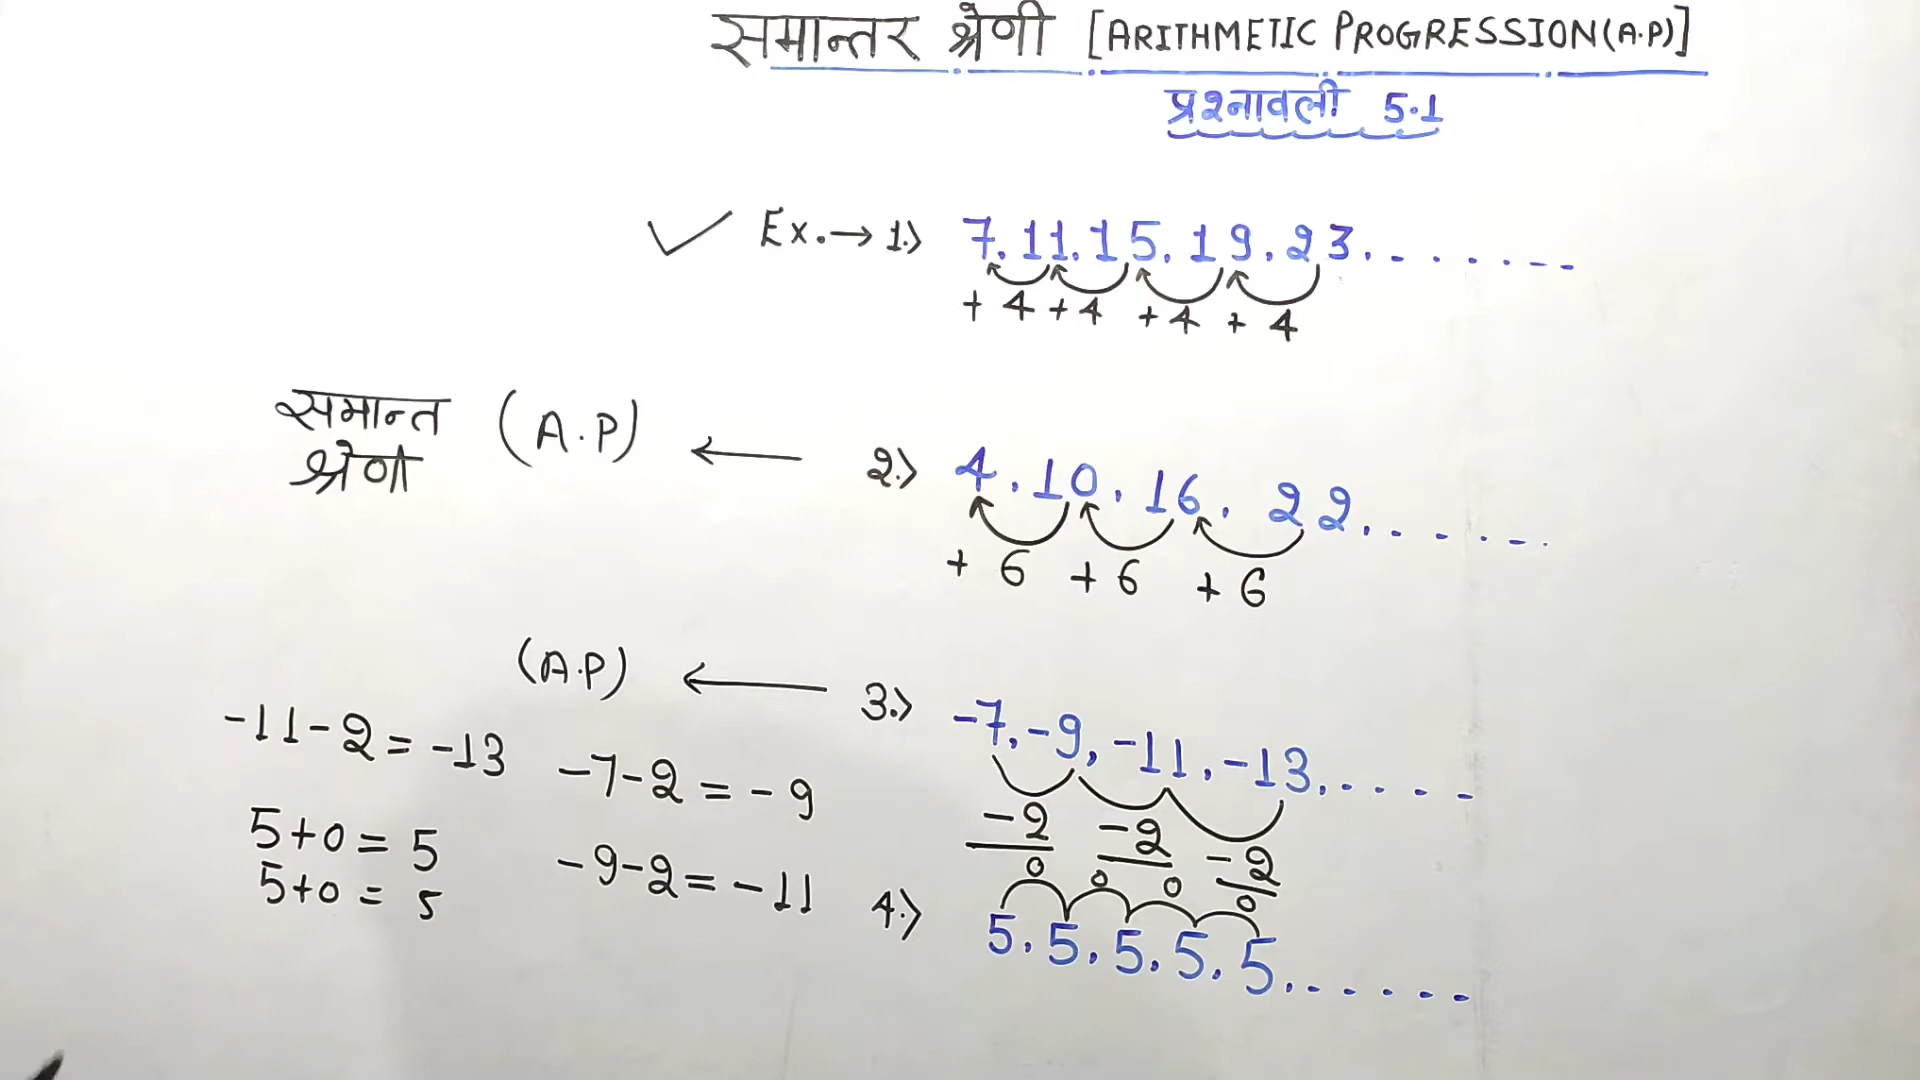 समान्तर श्रेणी [ARITHMETIC PROGRESSION(A.P)]
प्रश्नावली 5.1
Ex.→ 1.) 7. 11. 15. 19. 23. . . . . . .
+ 4 + 4 + 4 + 4
समान्त (A.P) ← 2.) 4. 10. 16. 22. . . . . .
श्रेणी
+ 6 + 6 + 6
(A.P) ← 3.) -7, -9, -11, -13, . . . .
-11-2 = -13
-7-2 = -9
-2 -2 -2
5+0 = 5
5+0 = 5
-9-2 = -11
0 0 0 0
4.) 5. 5. 5. 5. 5. . . . . .